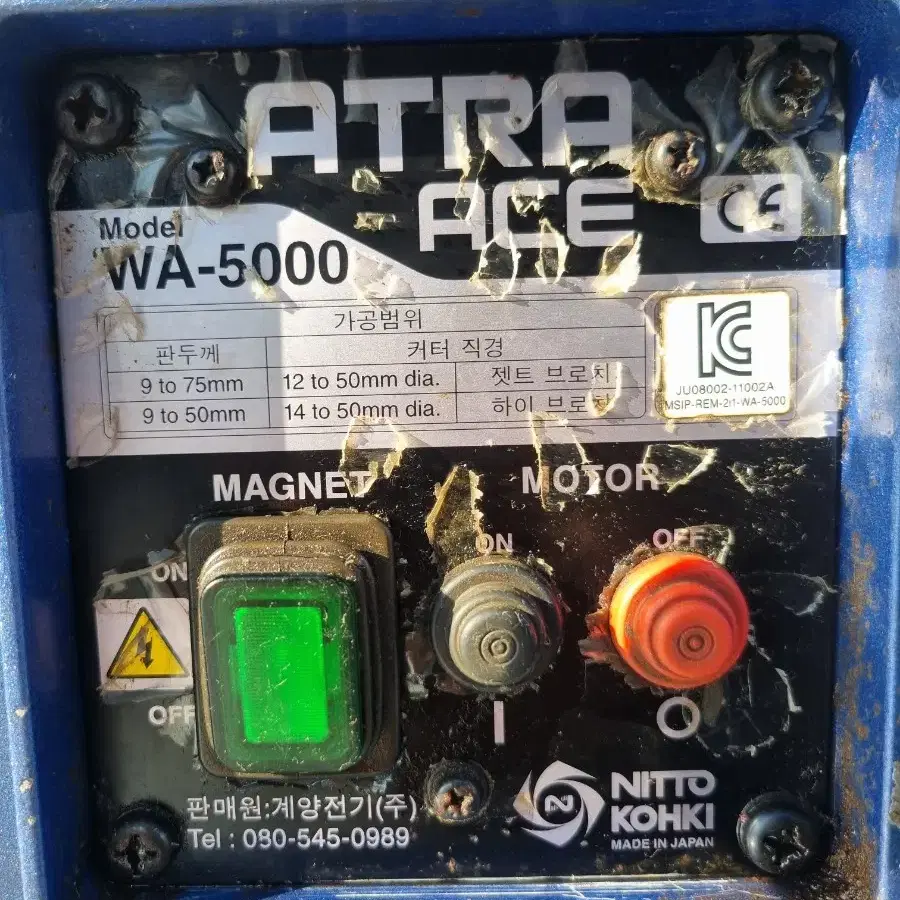 ATRA
ACE
CE
Model
WA-5000
가공범위
판두께 커터 직경
9 to 75mm 12 to 50mm dia. 젯트 브로치
9 to 50mm 14 to 50mm dia. 하이 브로치
KC
JU08002-11002A
MSIP-REM-2i1-WA-5000
MAGNET MOTOR
ON ON OFF
OFF
판매원:계양전기(주)
Tel : 080-545-0989
NITTO
KOHKI
MADE IN JAPAN